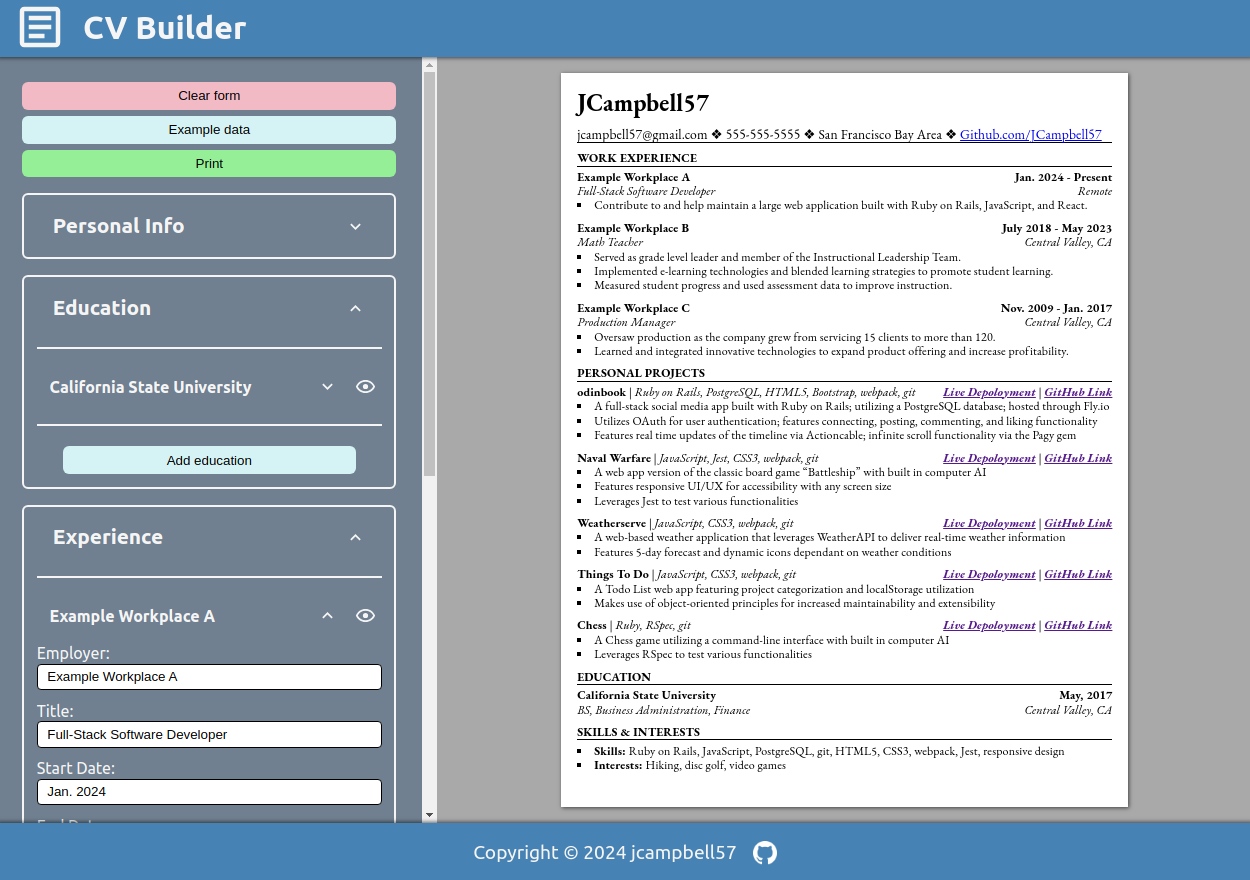 CV Builder
Clear form
Example data
Print
Personal Info
Education
California State University
Add education
Experience
Example Workplace A
Employer:
Example Workplace A
Title:
Full-Stack Software Developer
Start Date:
Jan. 2024
JCampbell57
jcampbell57@gmail.com ❖ 555-555-5555 ❖ San Francisco Bay Area ❖ Github.com/JCampbell57
WORK EXPERIENCE
Example Workplace A Jan. 2024 - Present
Full-Stack Software Developer Remote
▪ Contribute to and help maintain a large web application built with Ruby on Rails, JavaScript, and React.
Example Workplace B July 2018 - May 2023
Math Teacher Central Valley, CA
▪ Served as grade level leader and member of the Instructional Leadership Team.
▪ Implemented e-learning technologies and blended learning strategies to promote student learning.
▪ Measured student progress and used assessment data to improve instruction.
Example Workplace C Nov. 2009 - Jan. 2017
Production Manager Central Valley, CA
▪ Oversaw production as the company grew from servicing 15 clients to more than 120.
▪ Learned and integrated innovative technologies to expand product offering and increase profitability.
PERSONAL PROJECTS
odinbook | Ruby on Rails, PostgreSQL, HTML5, Bootstrap, webpack, git Live Depoloyment | GitHub Link
▪ A full-stack social media app built with Ruby on Rails; utilizing a PostgreSQL database; hosted through Fly.io
▪ Utilizes OAuth for user authentication; features connecting, posting, commenting, and liking functionality
▪ Features real time updates of the timeline via Actioncable; infinite scroll functionality via the Pagy gem
Naval Warfare | JavaScript, Jest, CSS3, webpack, git Live Depoloyment | GitHub Link
▪ A web app version of the classic board game “Battleship” with built in computer AI
▪ Features responsive UI/UX for accessibility with any screen size
▪ Leverages Jest to test various functionalities
Weatherserve | JavaScript, CSS3, webpack, git Live Depoloyment | GitHub Link
▪ A web-based weather application that leverages WeatherAPI to deliver real-time weather information
▪ Features 5-day forecast and dynamic icons dependant on weather conditions
Things To Do | JavaScript, CSS3, webpack, git Live Depoloyment | GitHub Link
▪ A Todo List web app featuring project categorization and localStorage utilization
▪ Makes use of object-oriented principles for increased maintainability and extensibility
Chess | Ruby, RSpec, git Live Depoloyment | GitHub Link
▪ A Chess game utilizing a command-line interface with built in computer AI
▪ Leverages RSpec to test various functionalities
EDUCATION
California State University May, 2017
BS, Business Administration, Finance Central Valley, CA
SKILLS & INTERESTS
▪ Skills: Ruby on Rails, JavaScript, PostgreSQL, git, HTML5, CSS3, webpack, Jest, responsive design
▪ Interests: Hiking, disc golf, video games
Copyright © 2024 jcampbell57